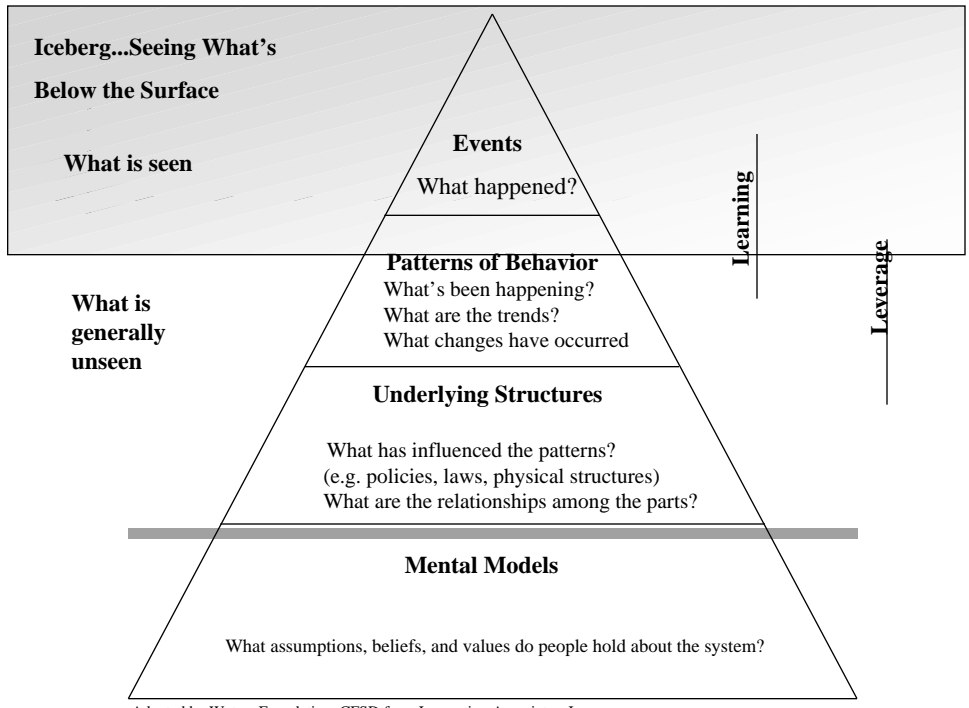 Iceberg...Seeing What's
Below the Surface
What is seen
Events
What happened?
Learning
Leverage
Patterns of Behavior
What's been happening?
What are the trends?
What changes have occurred
What is
generally
unseen
Underlying Structures
What has influenced the patterns?
(e.g. policies, laws, physical structures)
What are the relationships among the parts?
Mental Models
What assumptions, beliefs, and values do people hold about the system?